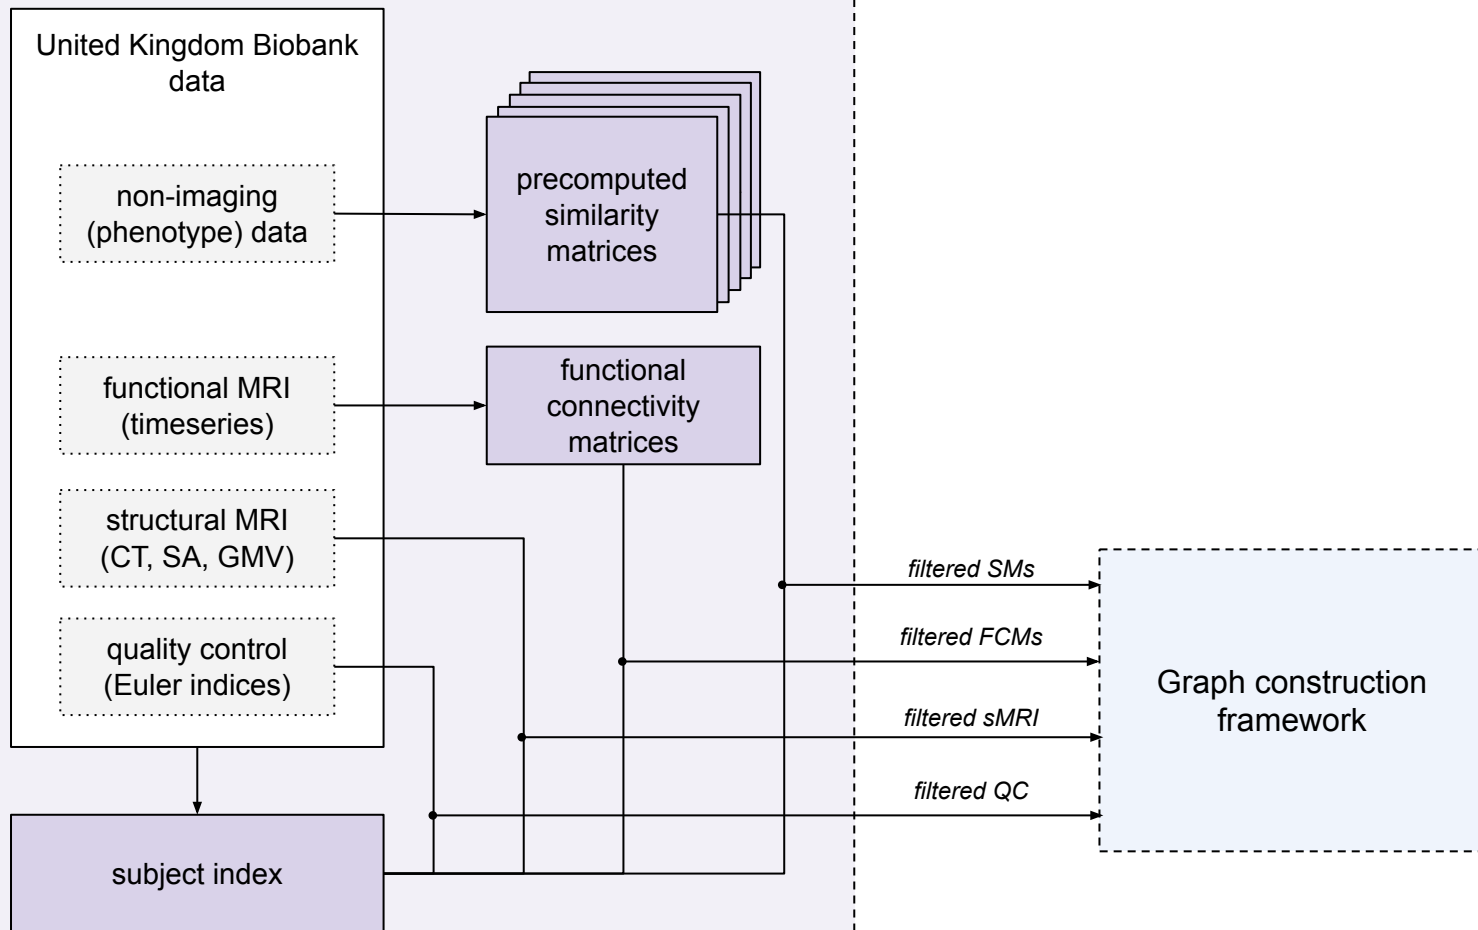 United Kingdom Biobank
data
non-imaging
(phenotype) data
precomputed
similarity
matrices
functional MRI
(timeseries)
functional
connectivity
matrices
structural MRI
(CT, SA, GMV)
quality control
(Euler indices)
subject index
filtered SMs
filtered FCMs
filtered sMRI
filtered QC
Graph construction
framework